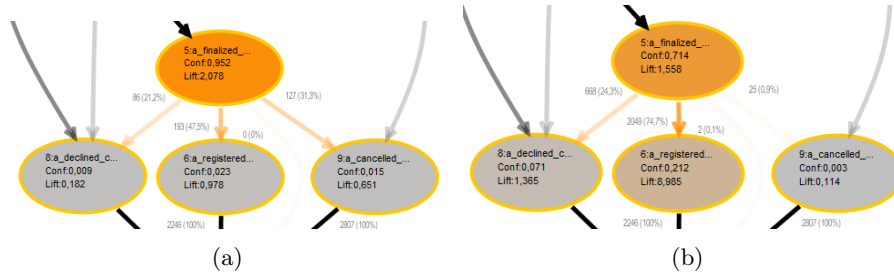 5:a_finalized_...
Conf:0,952
Lift:2,078
86 (21,2%)
127 (31,3%)
193 (47,5%)
0 (0%)
8:a_declined_c...
Conf:0,009
Lift:0,182
6:a_registered...
Conf:0,023
Lift:0,978
9:a_cancelled_...
Conf:0,015
Lift:0,651
2246 (100%)
2807 (100%)
(a)
5:a_finalized_...
Conf:0,714
Lift:1,558
668 (24,3%)
25 (0,9%)
2049 (74,7%)
2 (0,1%)
8:a_declined_c...
Conf:0,071
Lift:1,365
6:a_registered...
Conf:0,212
Lift:8,985
9:a_cancelled_...
Conf:0,003
Lift:0,114
2246 (100%)
2807 (100%)
(b)